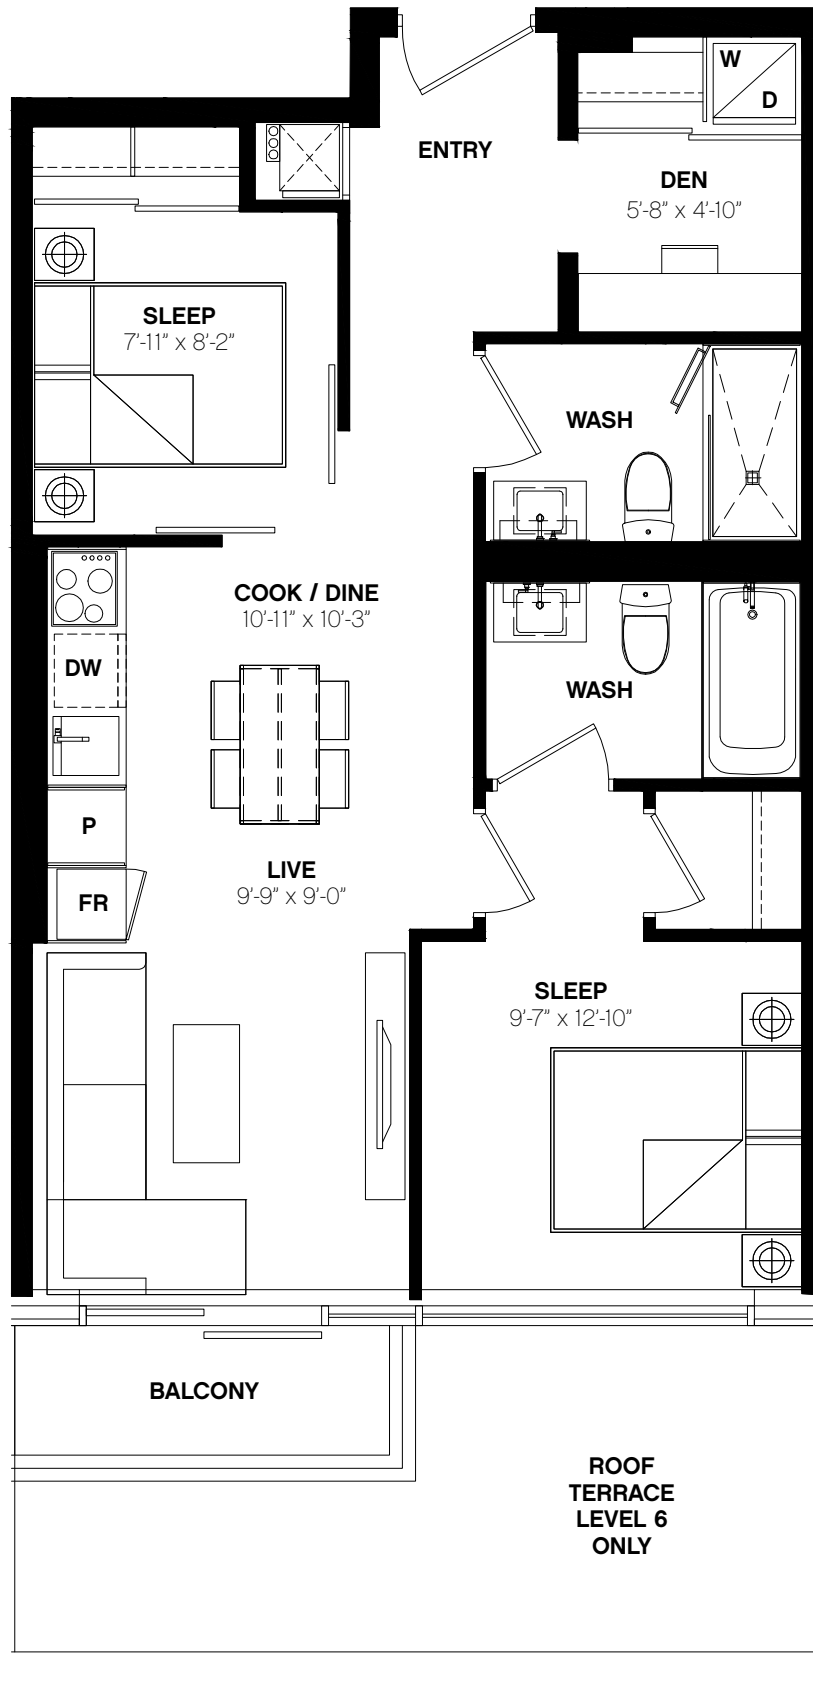 W
D
ENTRY
DEN
5'-8" x 4'-10"
SLEEP
7'-11" x 8'-2"
WASH
COOK / DINE
10'-11" x 10'-3"
DW
WASH
P
LIVE
9'-9" x 9'-0"
FR
SLEEP
9'-7" x 12'-10"
BALCONY
ROOF
TERRACE
LEVEL 6
ONLY